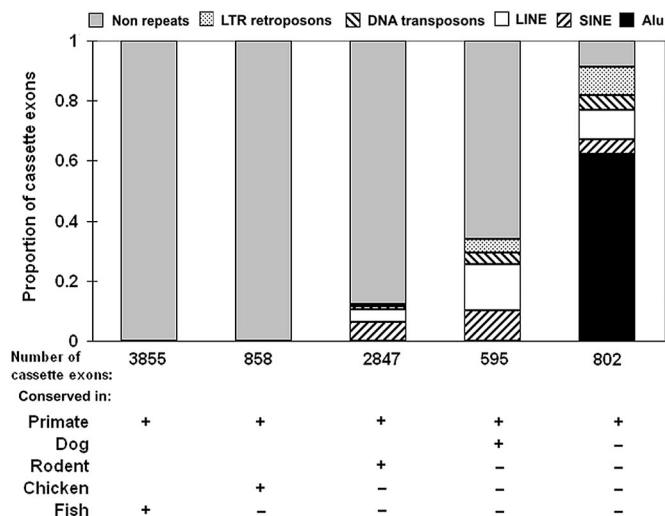 Non repeats LTR retroposons DNA transposons LINE SINE Alu
1
0.8
0.6
0.4
0.2
0
Proportion of cassette exons
Number of
cassette exons: 3855 858 2847 595 802
Conserved in:
Primate + + + + +
Dog + –
Rodent + – –
Chicken + – – –
Fish + – – – –